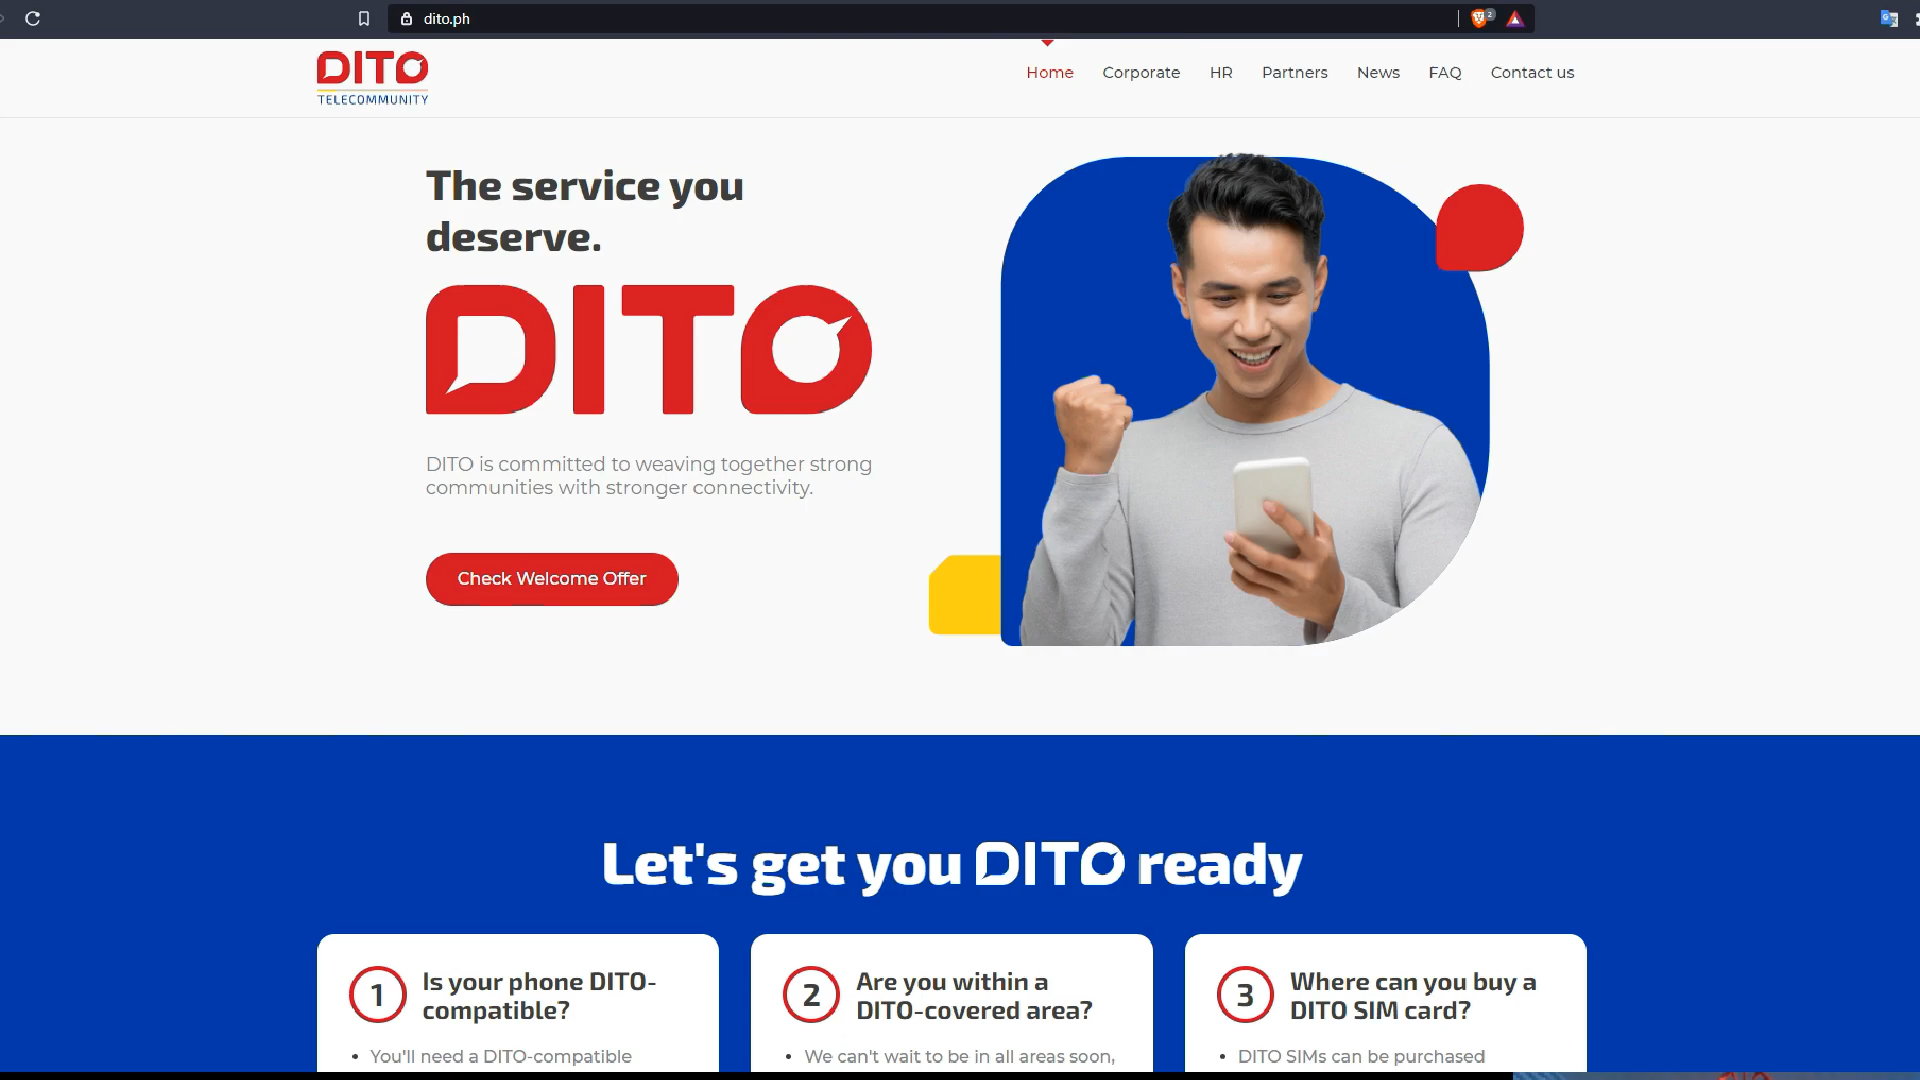 dito.ph
2
DITO
TELECOMMUNITY
Home Corporate HR Partners News FAQ Contact us
The service you
deserve.
DITO
DITO is committed to weaving together strong
communities with stronger connectivity.
Check Welcome Offer
Let's get you DITO ready
1
Is your phone DITO-
compatible?
• You'll need a DITO-compatible
2
Are you within a
DITO-covered area?
• We can't wait to be in all areas soon,
3
Where can you buy a
DITO SIM card?
• DITO SIMs can be purchased